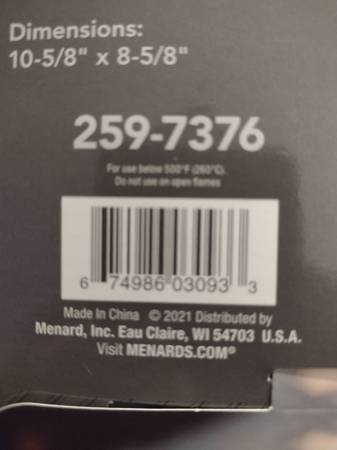 Dimensions:
10-5/8" x 8-5/8"
259-7376
For use below 500°F (260°C).
Do not use on open flames
6 74986 03093 3
Made In China © 2021 Distributed by
Menard, Inc. Eau Claire, WI 54703 U.S.A.
Visit MENARDS.COM®